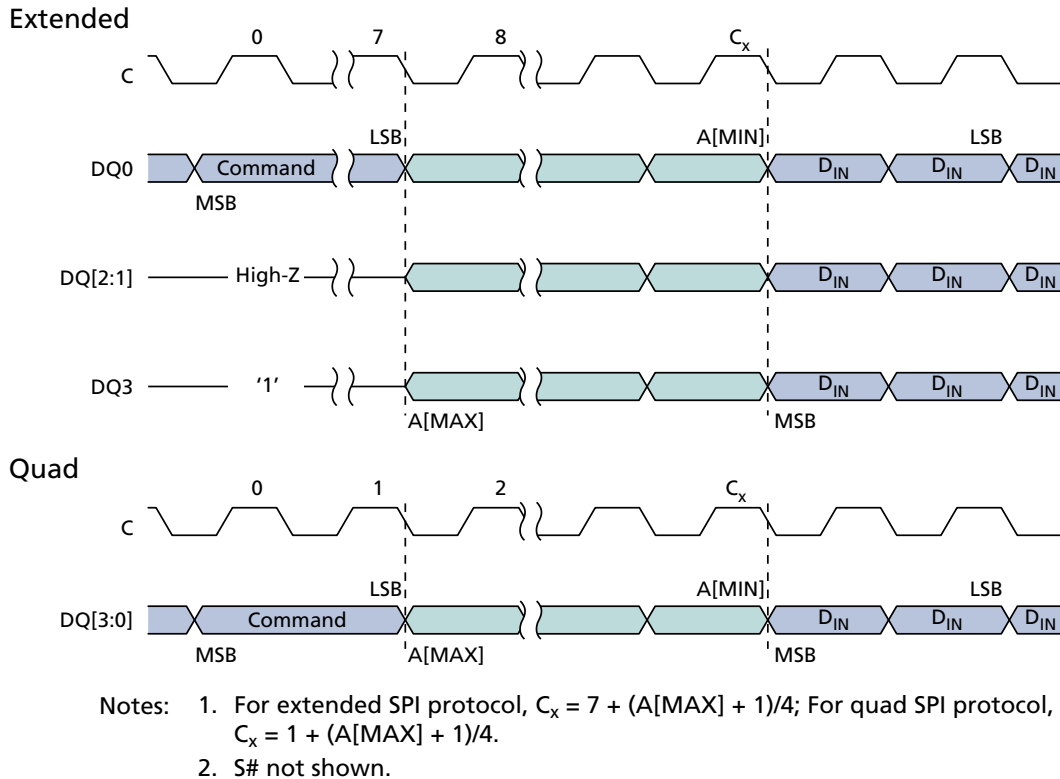 Extended
0 7 8 Cx
C
LSB A[MIN] LSB
DQ0 Command DIN DIN DIN
MSB
DQ[2:1] High-Z DIN DIN DIN
DQ3 ‘1’ DIN DIN DIN
A[MAX] MSB
Quad
0 1 2 Cx
C
LSB A[MIN] LSB
DQ[3:0] Command DIN DIN DIN
MSB A[MAX] MSB
Notes: 1. For extended SPI protocol, Cx = 7 + (A[MAX] + 1)/4; For quad SPI protocol,
Cx = 1 + (A[MAX] + 1)/4.
2. S# not shown.